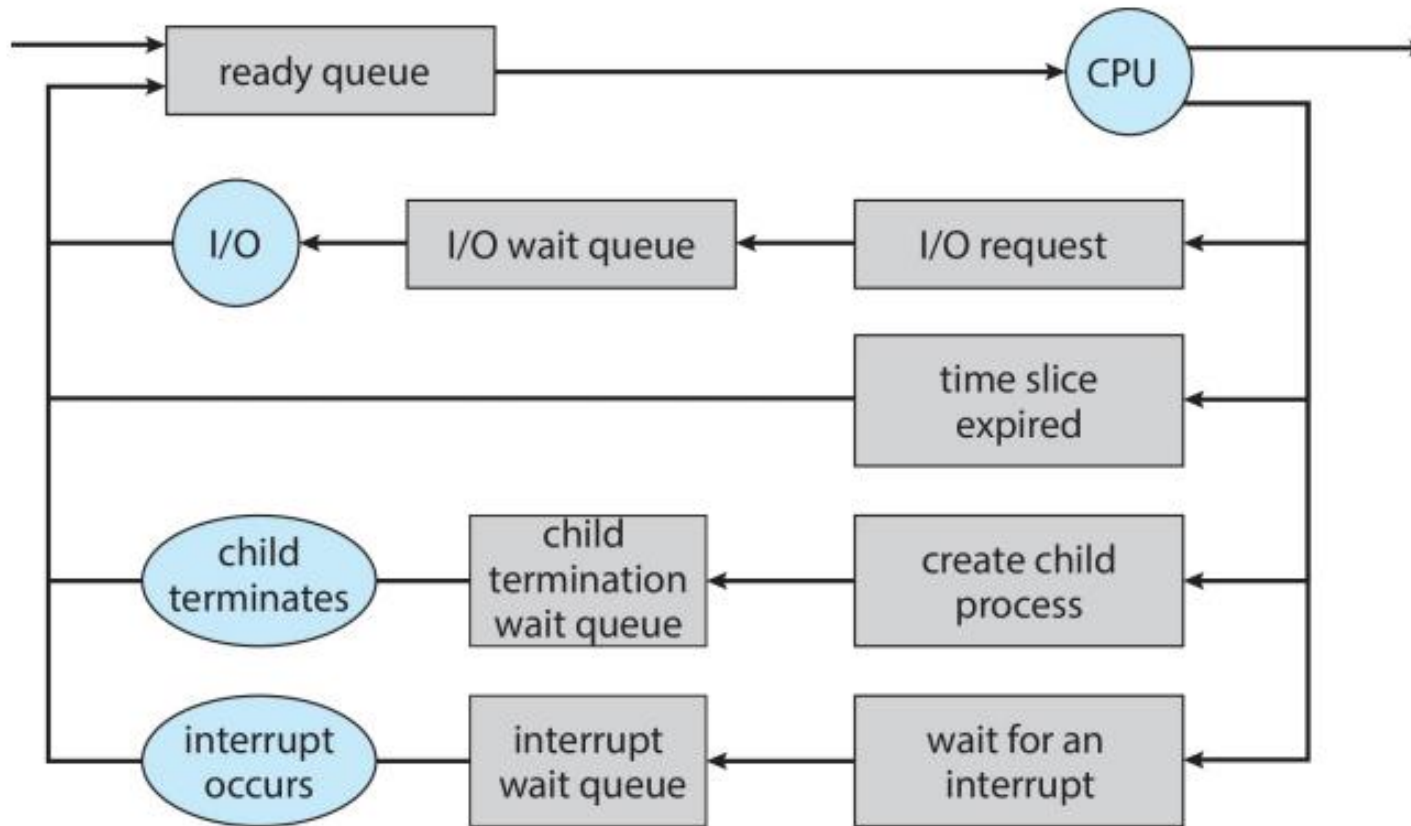 ready queue
CPU
I/O
I/O wait queue
I/O request
time slice
expired
child
terminates
child
termination
wait queue
create child
process
interrupt
occurs
interrupt
wait queue
wait for an
interrupt